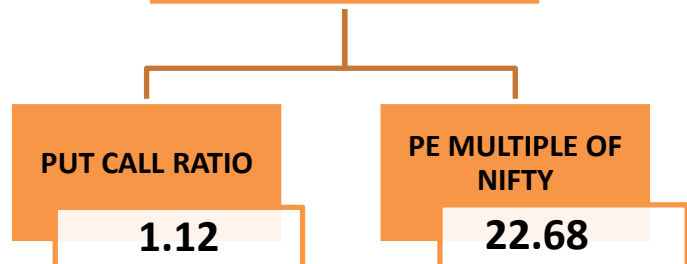 PUT CALL RATIO
1.12
PE MULTIPLE OF
NIFTY
22.68